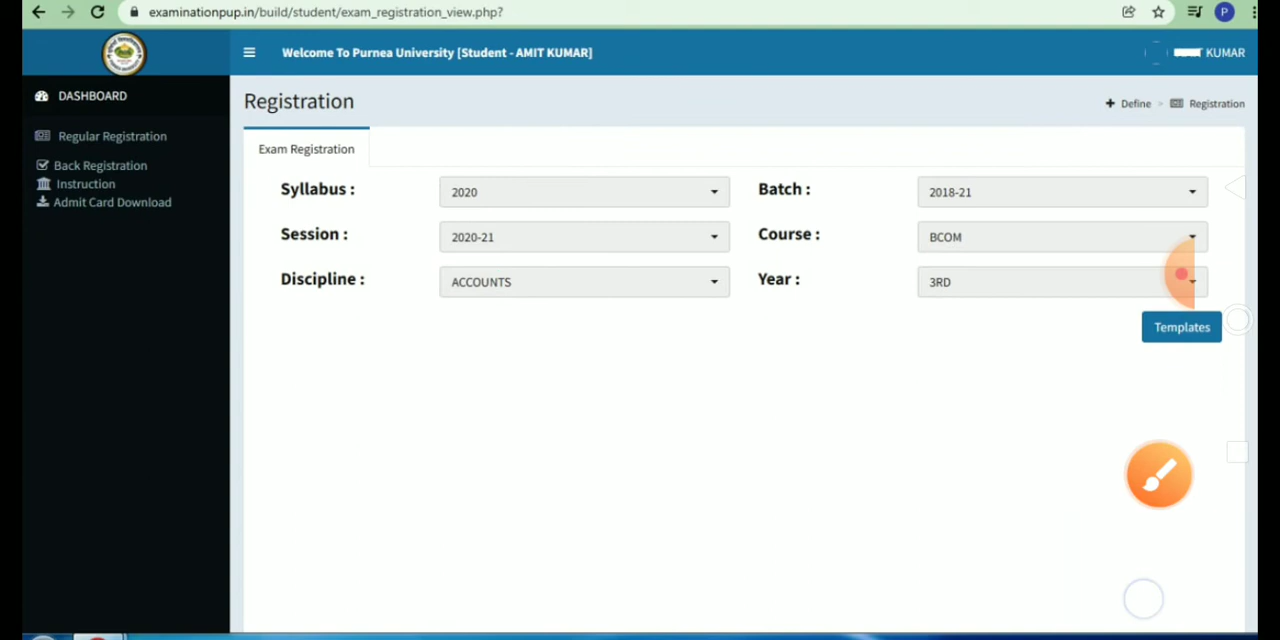 examinationpup.in/build/student/exam_registration_view.php?
P
Welcome To Purnea University [Student - AMIT KUMAR]
KUMAR
DASHBOARD
Registration
Define > Registration
Regular Registration
Back Registration
Instruction
Admit Card Download
Exam Registration
Syllabus : 2020 Batch : 2018-21
Session : 2020-21 Course : BCOM
Discipline : ACCOUNTS Year : 3RD
Templates